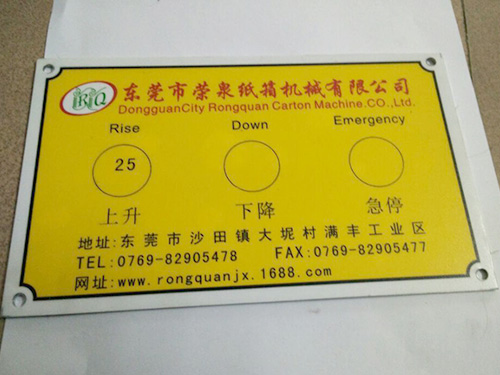 RQ 东莞市荣泉纸箱机械有限公司
DongguanCity Rongquan Carton Machine.CO.,Ltd.
Rise Down Emergency
25
上升 下降 急停
地址:东莞市沙田镇大坭村满丰工业区
TEL:0769-82905478 FAX:0769-82905477
网址:www.rongquanjx.1688.com